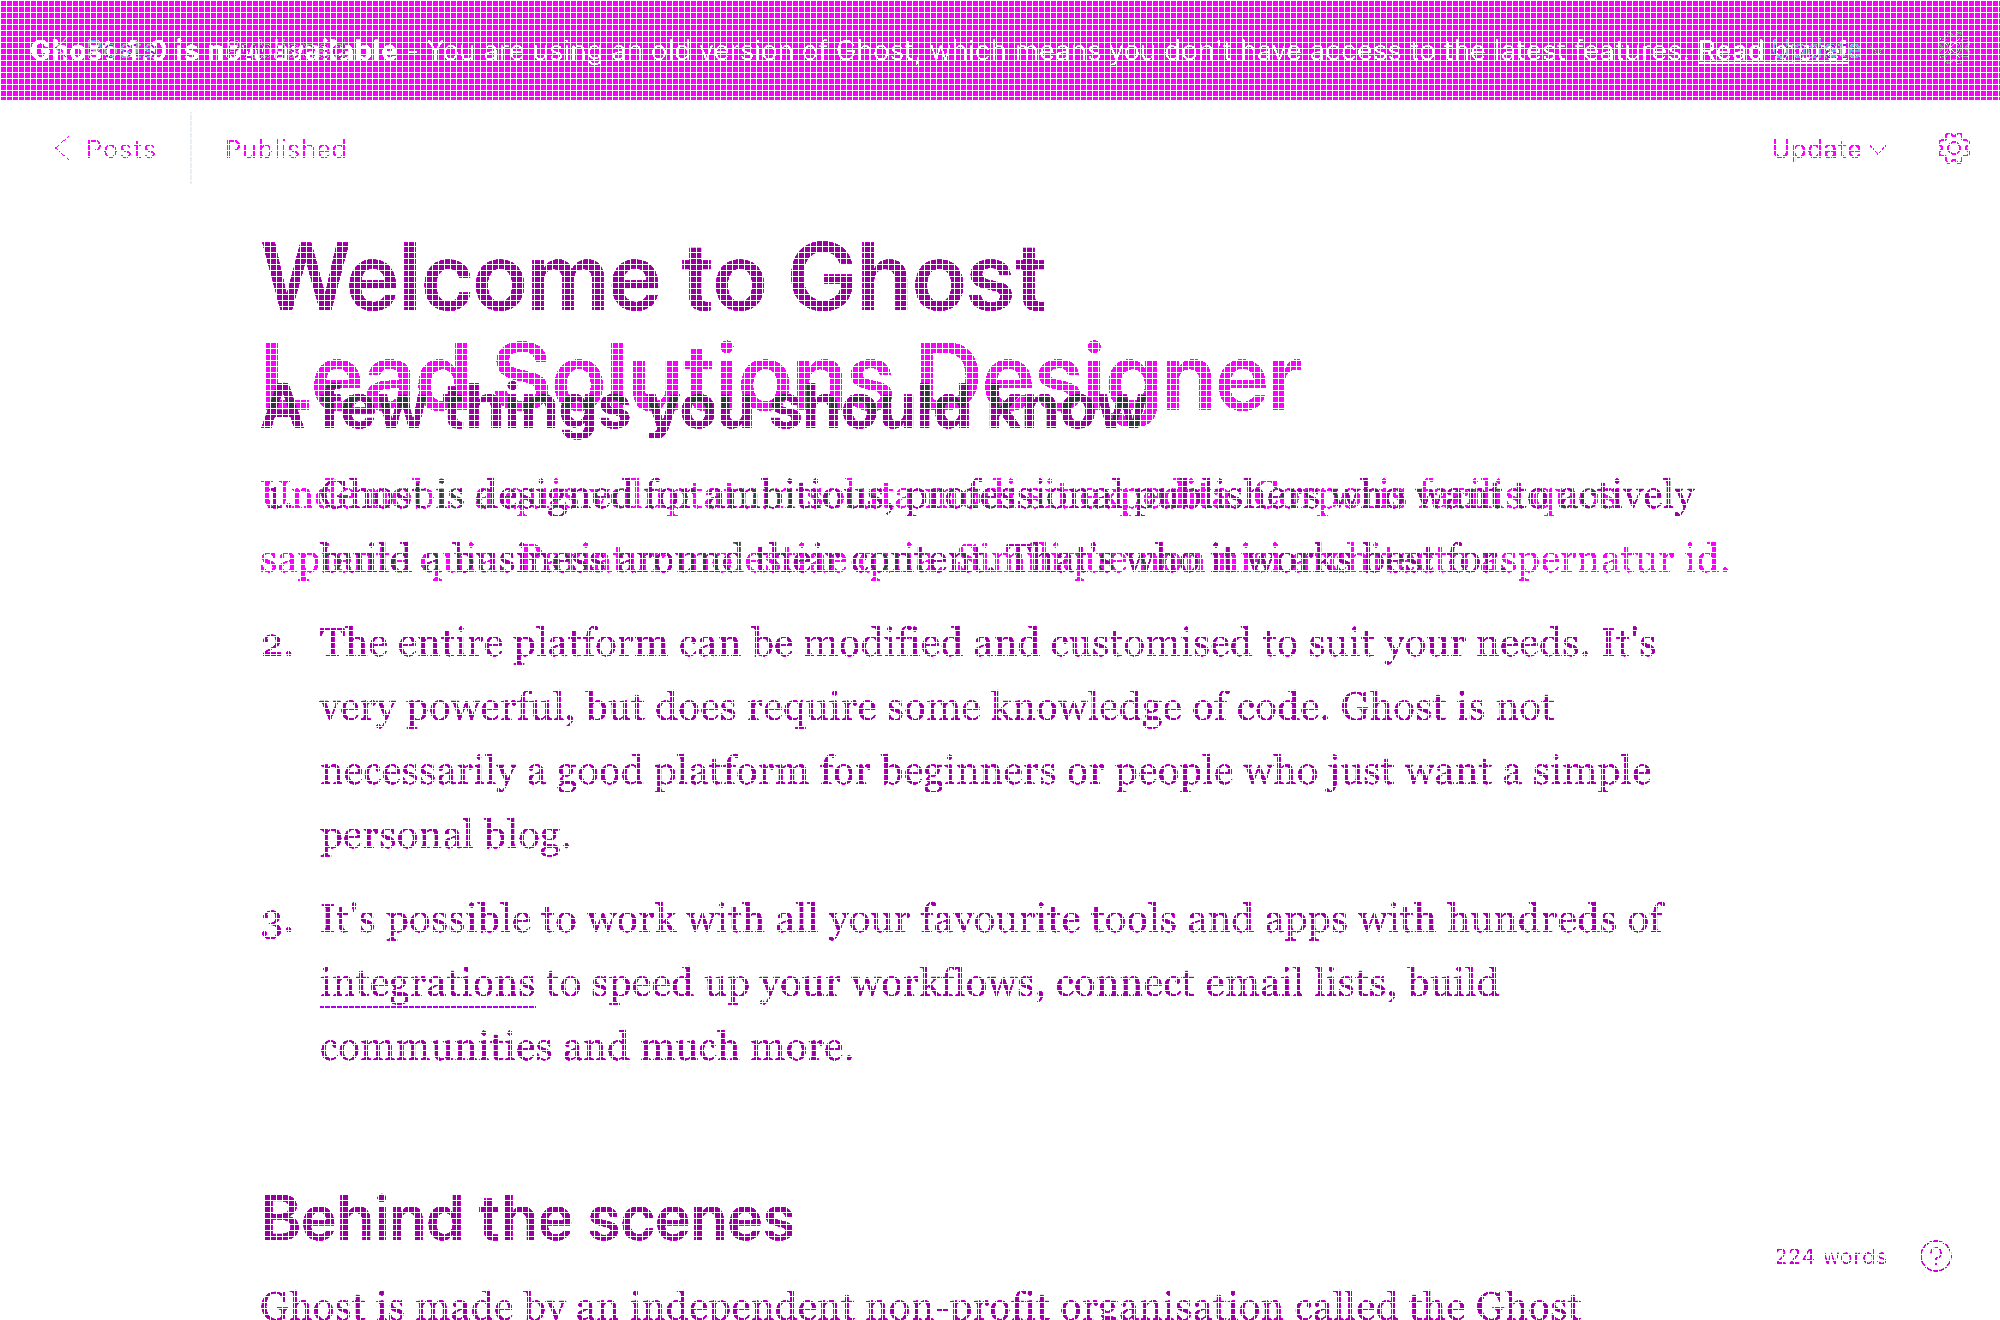 Ghost 4.0 is now available - You are using an old version of Ghost, which means you don't have access to the latest features. Read more
Posts
Published
Update
Welcome to Ghost
Lead Solutions Designer
A few things you should know
Ghost is designed for ambitious, professional publishers who want to actively
build a business around their content. That's who it works best for.
aspernatur id.
2. The entire platform can be modified and customised to suit your needs. It's
very powerful, but does require some knowledge of code. Ghost is not
necessarily a good platform for beginners or people who just want a simple
personal blog.
3. It's possible to work with all your favourite tools and apps with hundreds of
integrations to speed up your workflows, connect email lists, build
communities and much more.
Behind the scenes
224 words
Ghost is made by an independent non-profit organisation called the Ghost